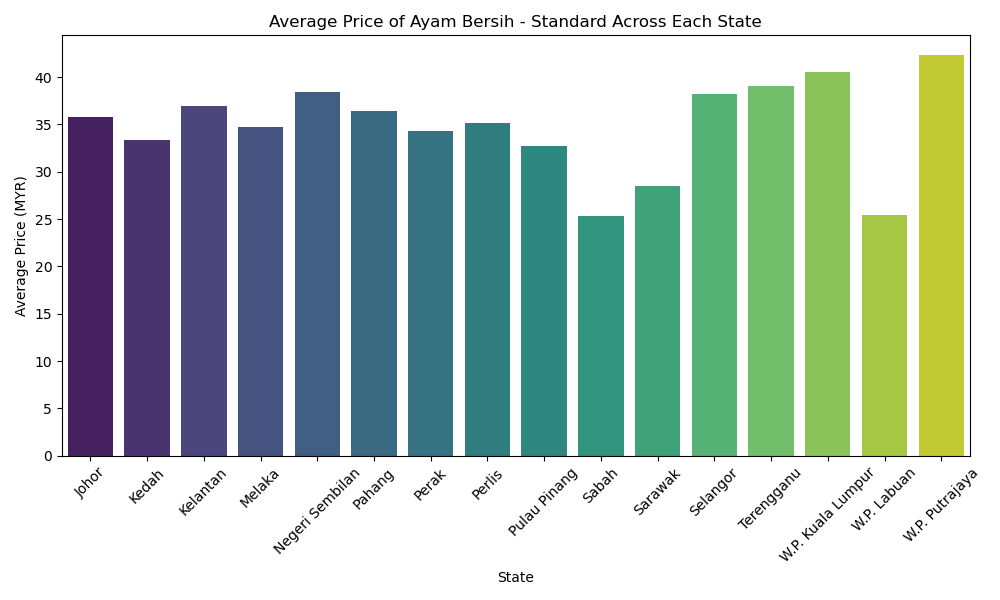 Average Price of Ayam Bersih - Standard Across Each State
Average Price (MYR)
40
35
30
25
20
15
10
5
0
Johor
Kedah
Kelantan
Melaka
Negeri Sembilan
Pahang
Perak
Perlis
Pulau Pinang
Sabah
Sarawak
Selangor
Terengganu
W.P. Kuala Lumpur
W.P. Labuan
W.P. Putrajaya
State